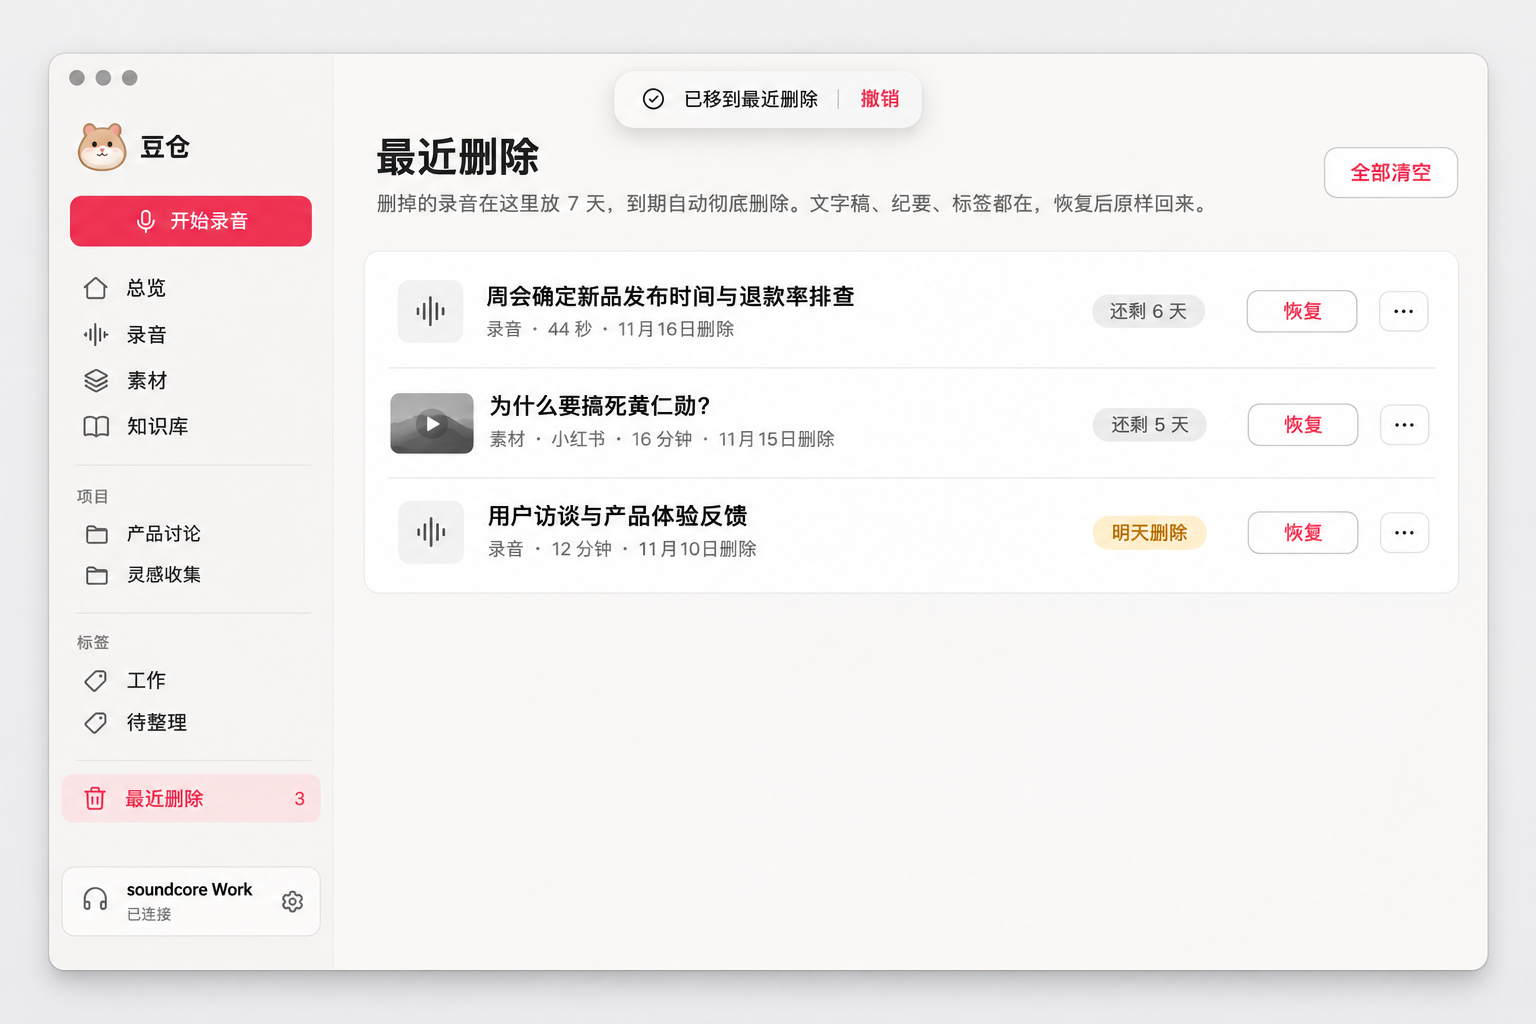 豆仓
开始录音
总览
录音
素材
知识库
项目
产品讨论
灵感收集
标签
工作
待整理
最近删除 3
soundcore Work
已连接
已移到最近删除 | 撤销
最近删除
全部清空
删掉的录音在这里放 7 天，到期自动彻底删除。文字稿、纪要、标签都在，恢复后原样回来。
周会确定新品发布时间与退款率排查
录音 · 44 秒 · 11月16日删除
还剩 6 天
恢复
为什么要搞死黄仁勋？
素材 · 小红书 · 16 分钟 · 11月15日删除
还剩 5 天
恢复
用户访谈与产品体验反馈
录音 · 12 分钟 · 11月10日删除
明天删除
恢复